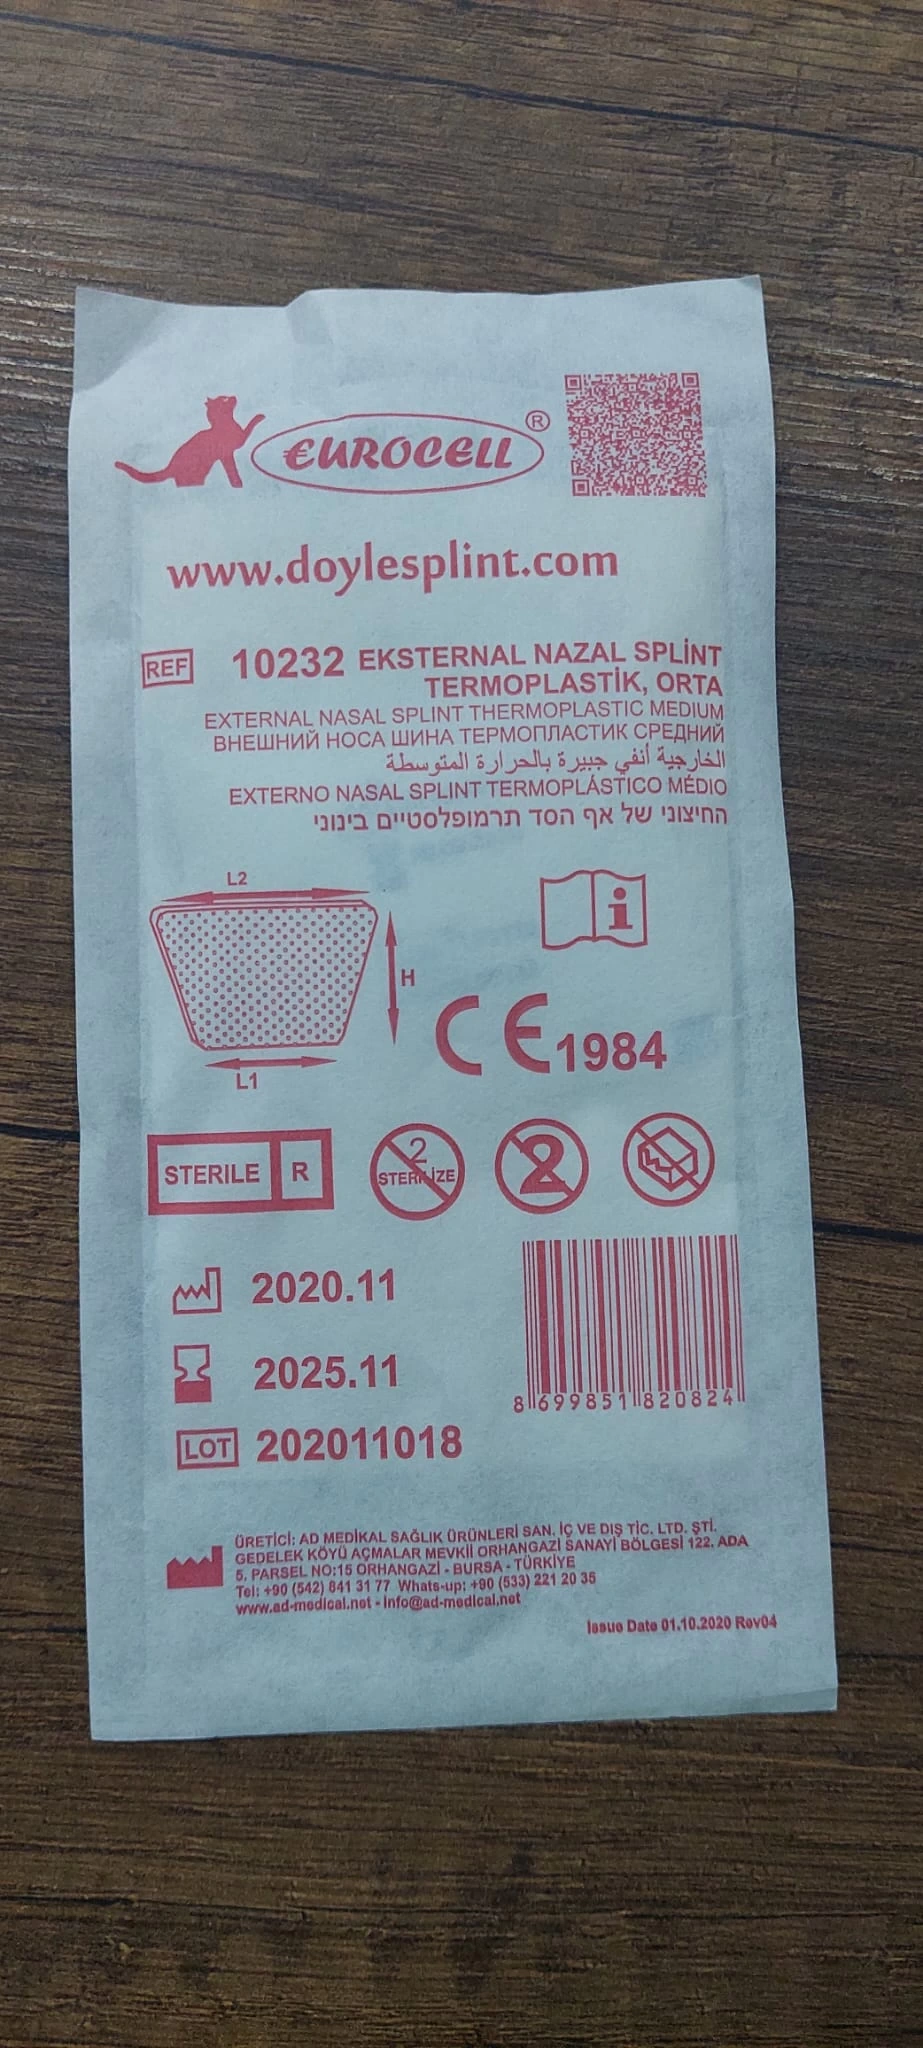 €UROCELL ®
www.doylesplint.com
REF 10232 EKSTERNAL NAZAL SPLİNT
TERMOPLASTİK, ORTA
EXTERNAL NASAL SPLINT THERMOPLASTIC MEDIUM
ВНЕШНИЙ НОСА ШИНА ТЕРМОПЛАСТИК СРЕДНИЙ
الخارجية أنفي جبيرة بالحرارة المتوسطة
EXTERNO NASAL SPLINT TERMOPLÁSTICO MÉDIO
החיצוני של אף הסד תרמופלסטיים בינוני
L2
H
L1
i
CE 1984
STERILE R
2
STERILIZE
2
2020.11
2025.11
8 699851 820824
LOT 202011018
ÜRETİCİ: AD MEDİKAL SAĞLIK ÜRÜNLERİ SAN. İÇ VE DIŞ TİC. LTD. ŞTİ.
GEDELEK KÖYÜ AÇMALAR MEVKİİ ORHANGAZİ SANAYİ BÖLGESİ 122. ADA
5. PARSEL NO:15 ORHANGAZİ - BURSA - TÜRKİYE
Tel: +90 (542) 841 31 77 Whats-up: +90 (533) 221 20 35
www.ad-medical.net - info@ad-medical.net
İssue Date 01.10.2020 Rev04